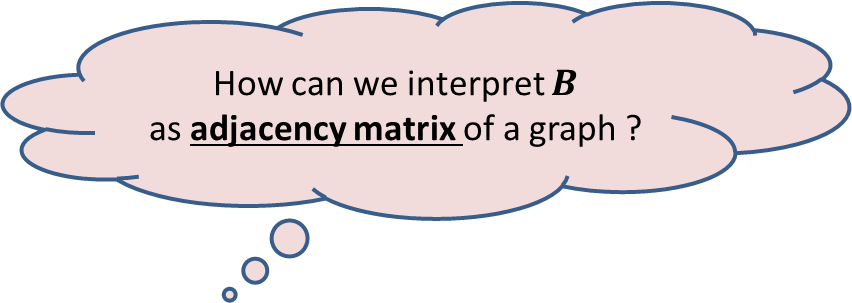 How can we interpret B
as adjacency matrix of a graph ?